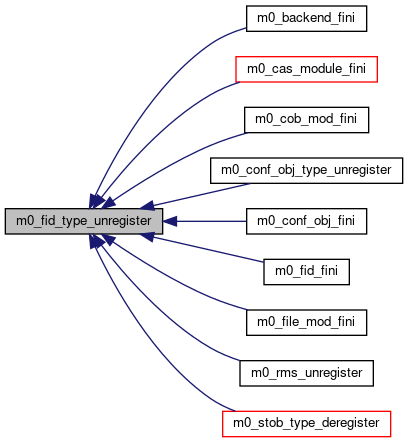 m0_backend_fini
m0_cas_module_fini
m0_cob_mod_fini
m0_conf_obj_type_unregister
m0_fid_type_unregister
m0_conf_obj_fini
m0_fid_fini
m0_file_mod_fini
m0_rms_unregister
m0_stob_type_deregister